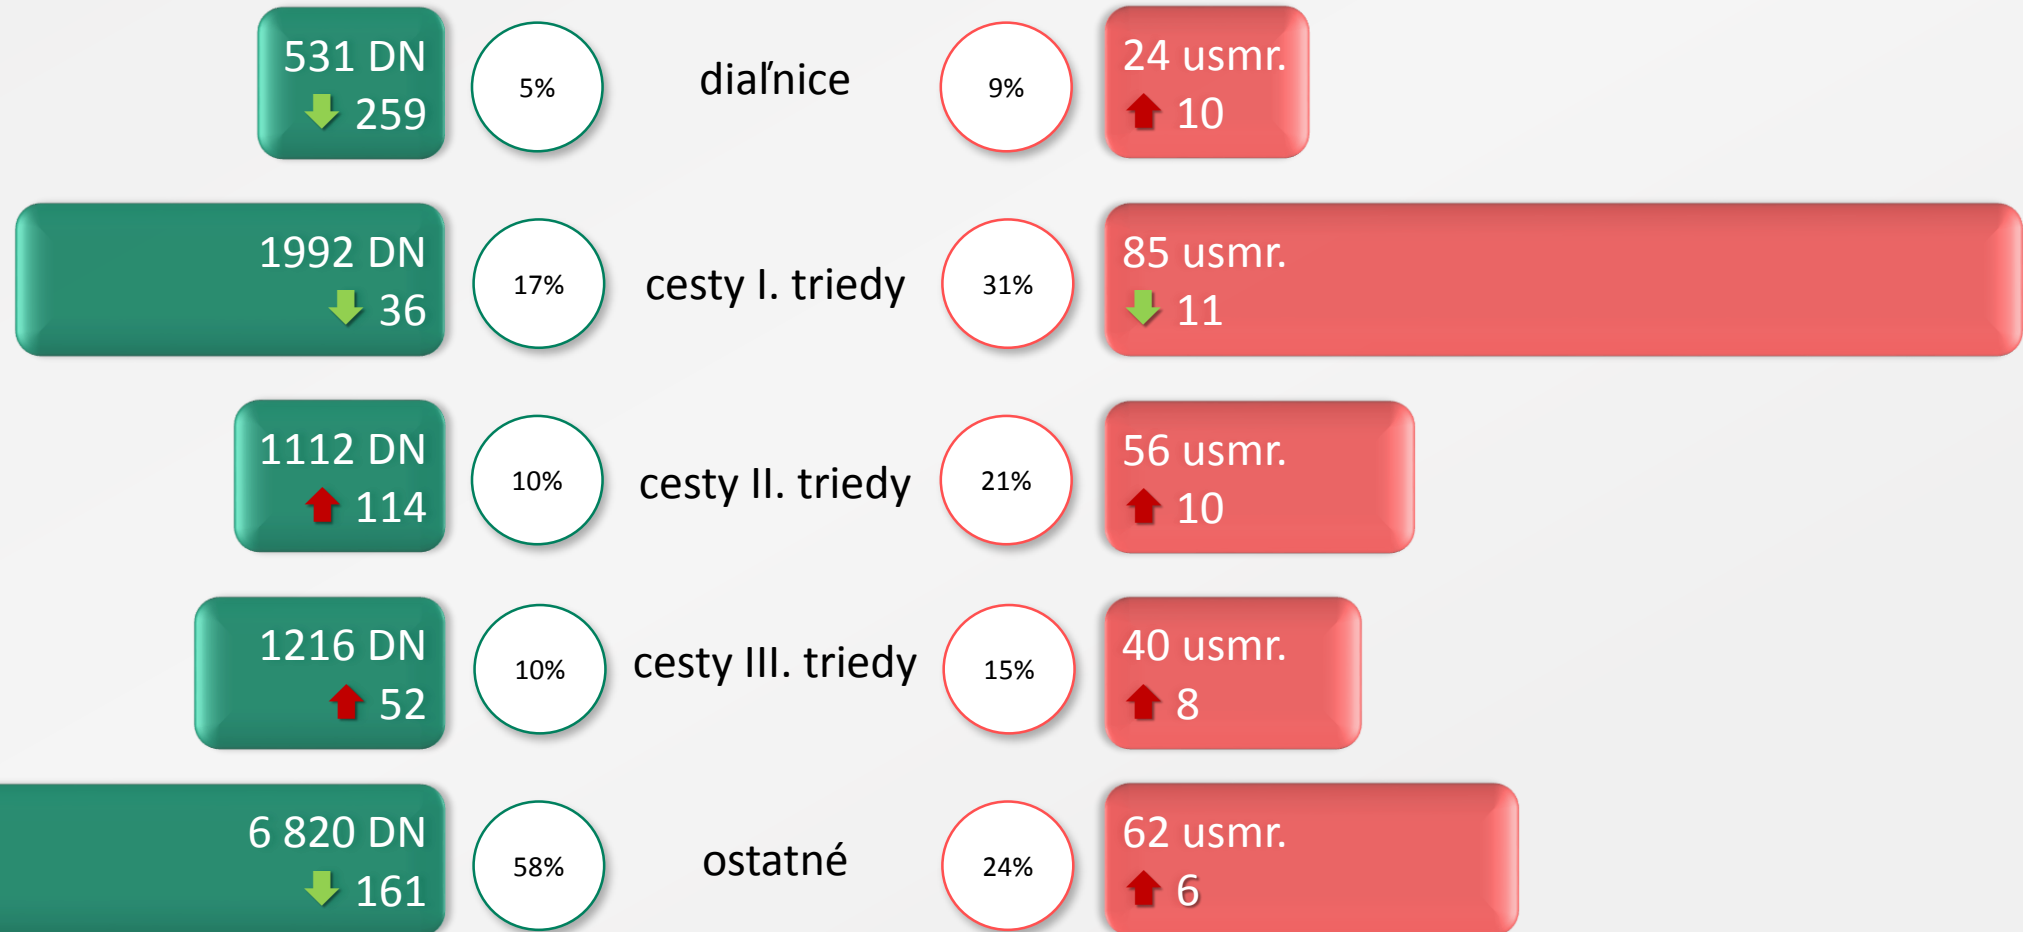 531 DN
259
5%
diaľnice
9%
24 usmr.
10
1992 DN
36
17%
cesty I. triedy
31%
85 usmr.
11
1112 DN
114
10%
cesty II. triedy
21%
56 usmr.
10
1216 DN
52
10%
cesty III. triedy
15%
40 usmr.
8
6 820 DN
161
58%
ostatné
24%
62 usmr.
6